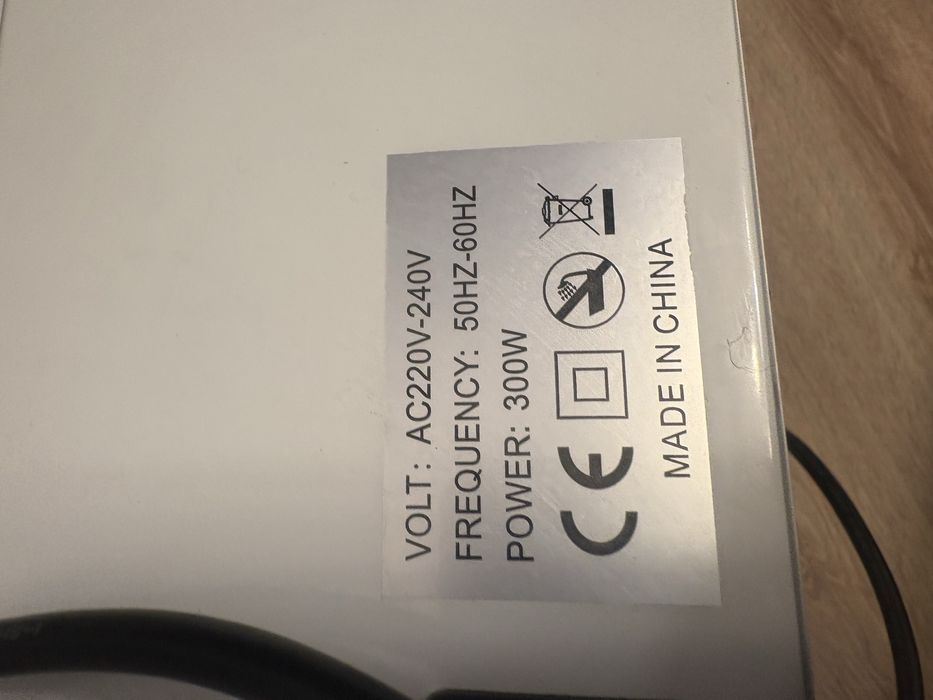 VOLT: AC220V-240V
FREQUENCY: 50HZ-60HZ
POWER: 300W
CE
MADE IN CHINA